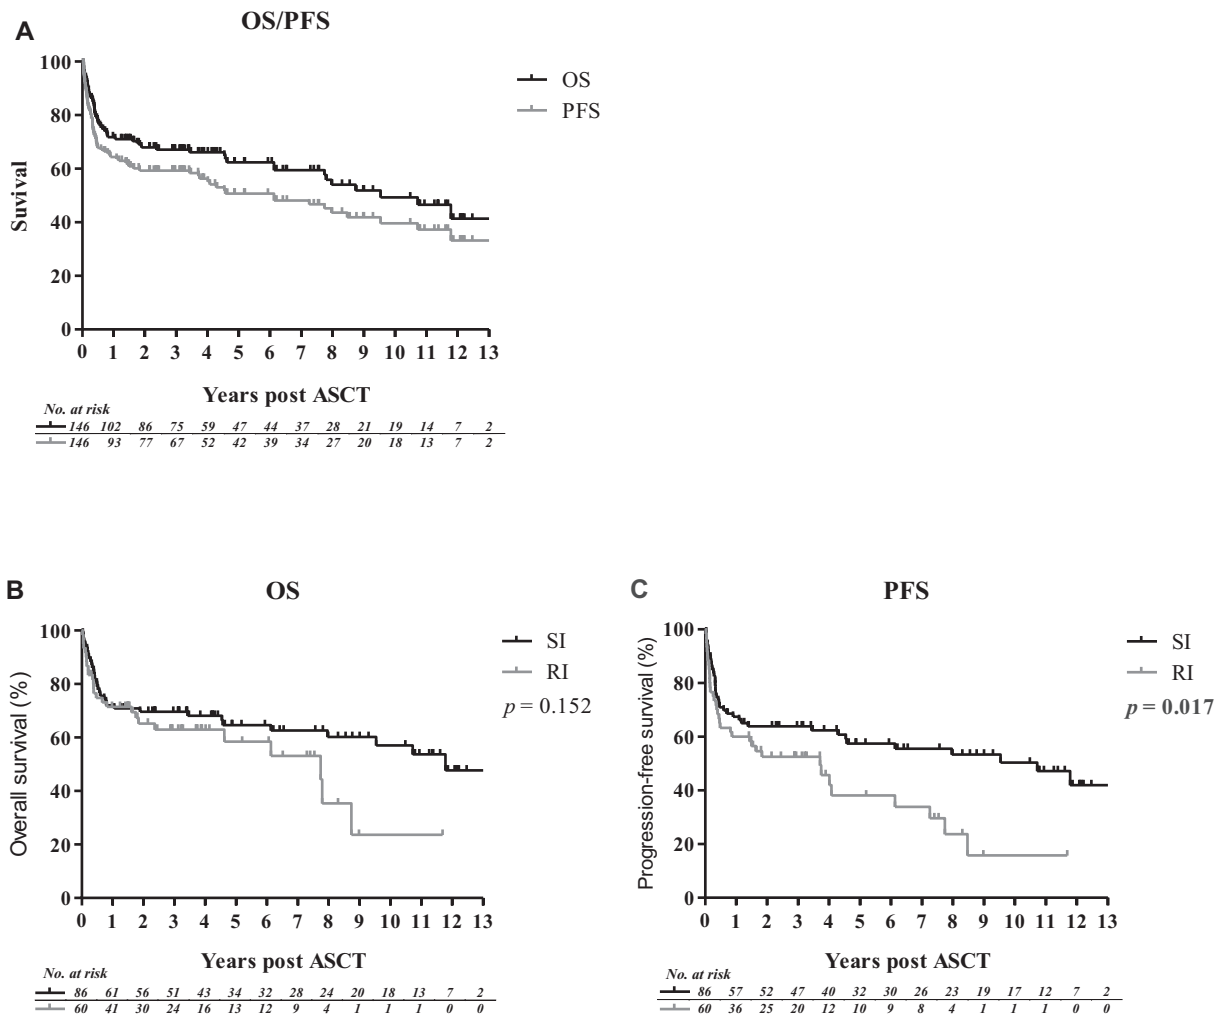 A
OS/PFS
Suvival
100
80
60
40
20
0
OS
PFS
0 1 2 3 4 5 6 7 8 9 10 11 12 13
Years post ASCT
No. at risk
146 102 86 75 59 47 44 37 28 21 19 14 7 2
146 93 77 67 52 42 39 34 27 20 18 13 7 2
B
OS
Overall survival (%)
100
80
60
40
20
0
SI
RI
p = 0.152
0 1 2 3 4 5 6 7 8 9 10 11 12 13
Years post ASCT
No. at risk
86 61 56 51 43 34 32 28 24 20 18 13 7 2
60 41 30 24 16 13 12 9 4 1 1 1 0 0
C
PFS
Progression-free survival (%)
100
80
60
40
20
0
SI
RI
p = 0.017
0 1 2 3 4 5 6 7 8 9 10 11 12 13
Years post ASCT
No. at risk
86 57 52 47 40 32 30 26 23 19 17 12 7 2
60 36 25 20 12 10 9 8 4 1 1 1 0 0